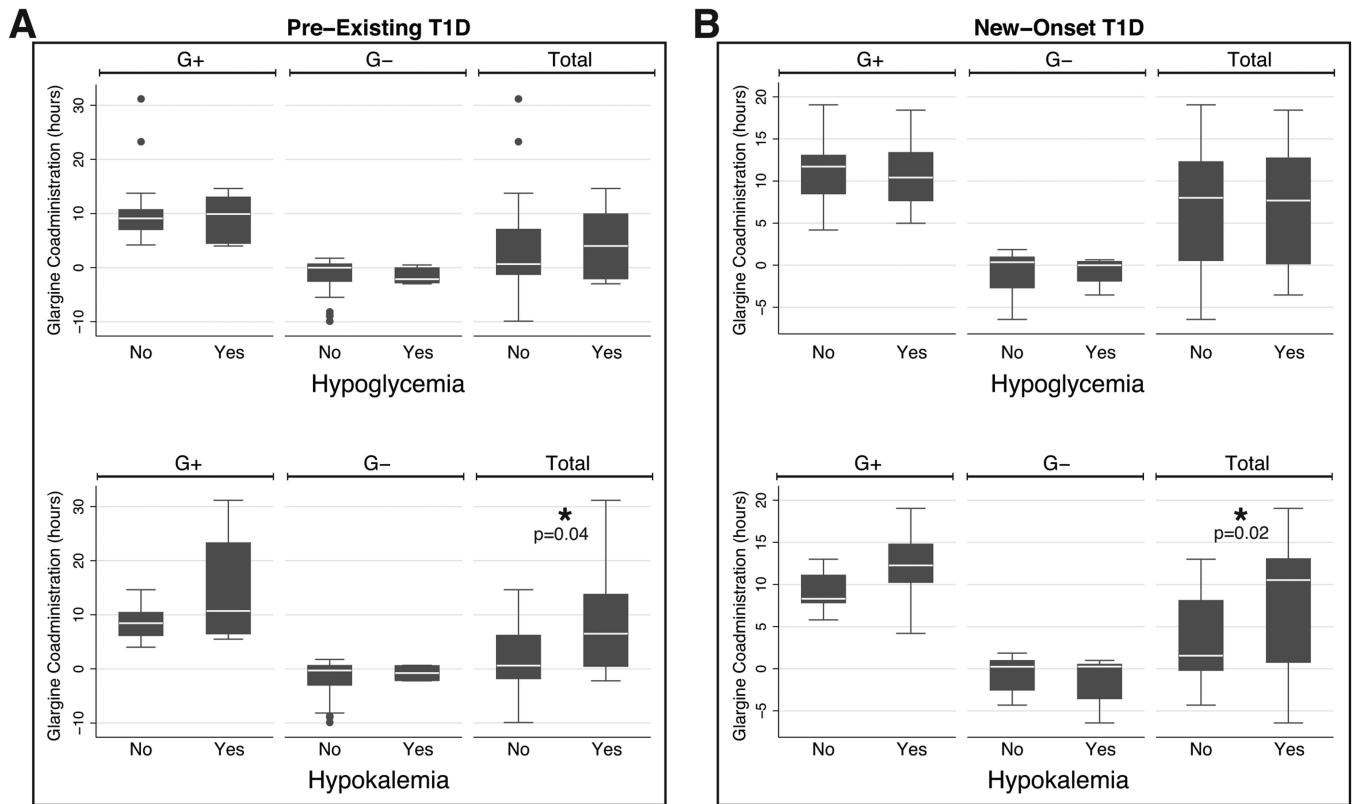 A
Pre-Existing T1D
G+ G− Total
Glargine Coadministration (hours)
30
20
10
0
−10
No Yes No Yes No Yes
Hypoglycemia
G+ G− Total
Glargine Coadministration (hours)
30
20
10
0
−10
*
p=0.04
No Yes No Yes No Yes
Hypokalemia
B
New-Onset T1D
G+ G− Total
Glargine Coadministration (hours)
20
15
10
5
0
−5
No Yes No Yes No Yes
Hypoglycemia
G+ G− Total
Glargine Coadministration (hours)
20
15
10
5
0
−5
*
p=0.02
No Yes No Yes No Yes
Hypokalemia